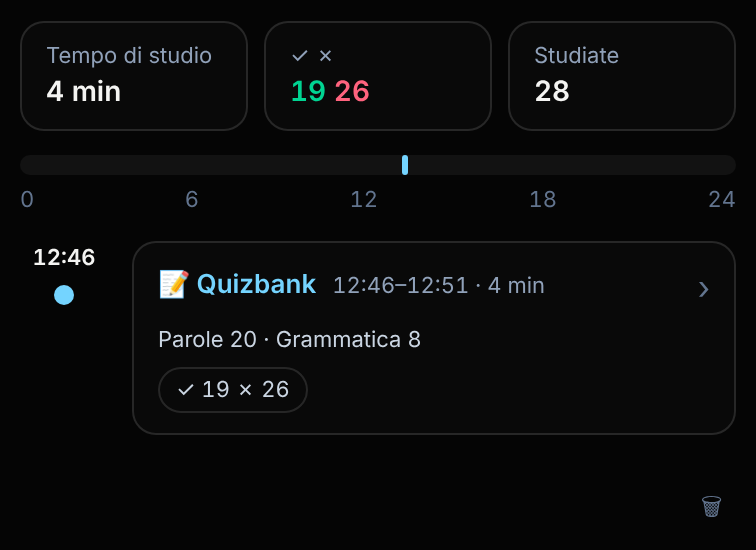 Tempo di studio
4 min
✓ ×
19 26
Studiate
28
0 6 12 18 24
12:46
📝 Quizbank 12:46–12:51 · 4 min ›
Parole 20 · Grammatica 8
✓ 19 × 26